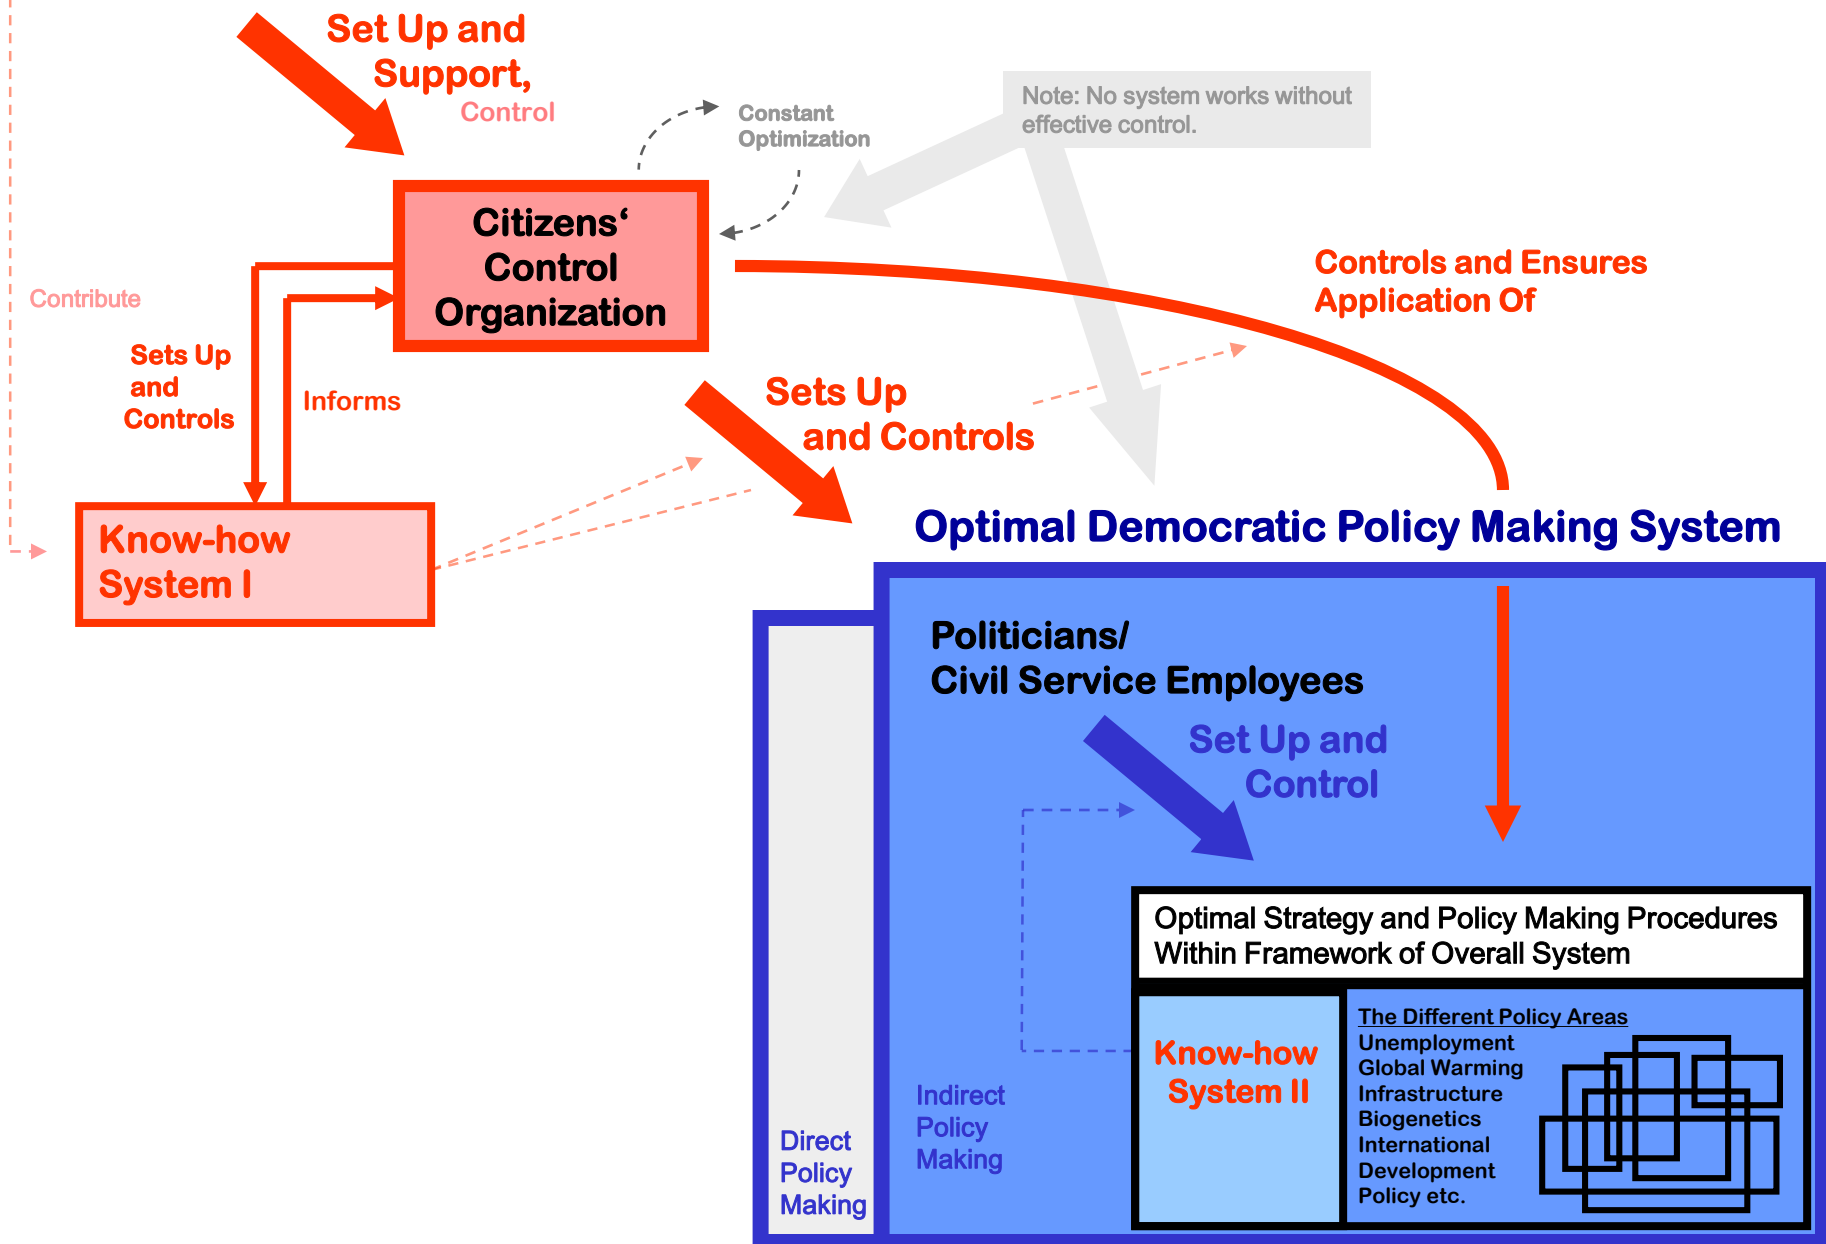 Set Up and
Support,
Control
Constant
Optimization
Note: No system works without
effective control.
Citizens‘
Control
Organization
Controls and Ensures
Application Of
Contribute
Sets Up
and
Controls
Informs
Sets Up
and Controls
Know-how
System I
Optimal Democratic Policy Making System
Politicians/
Civil Service Employees
Set Up and
Control
Optimal Strategy and Policy Making Procedures
Within Framework of Overall System
Know-how
System II
The Different Policy Areas
Unemployment
Global Warming
Infrastructure
Biogenetics
International
Development
Policy etc.
Indirect
Policy
Making
Direct
Policy
Making